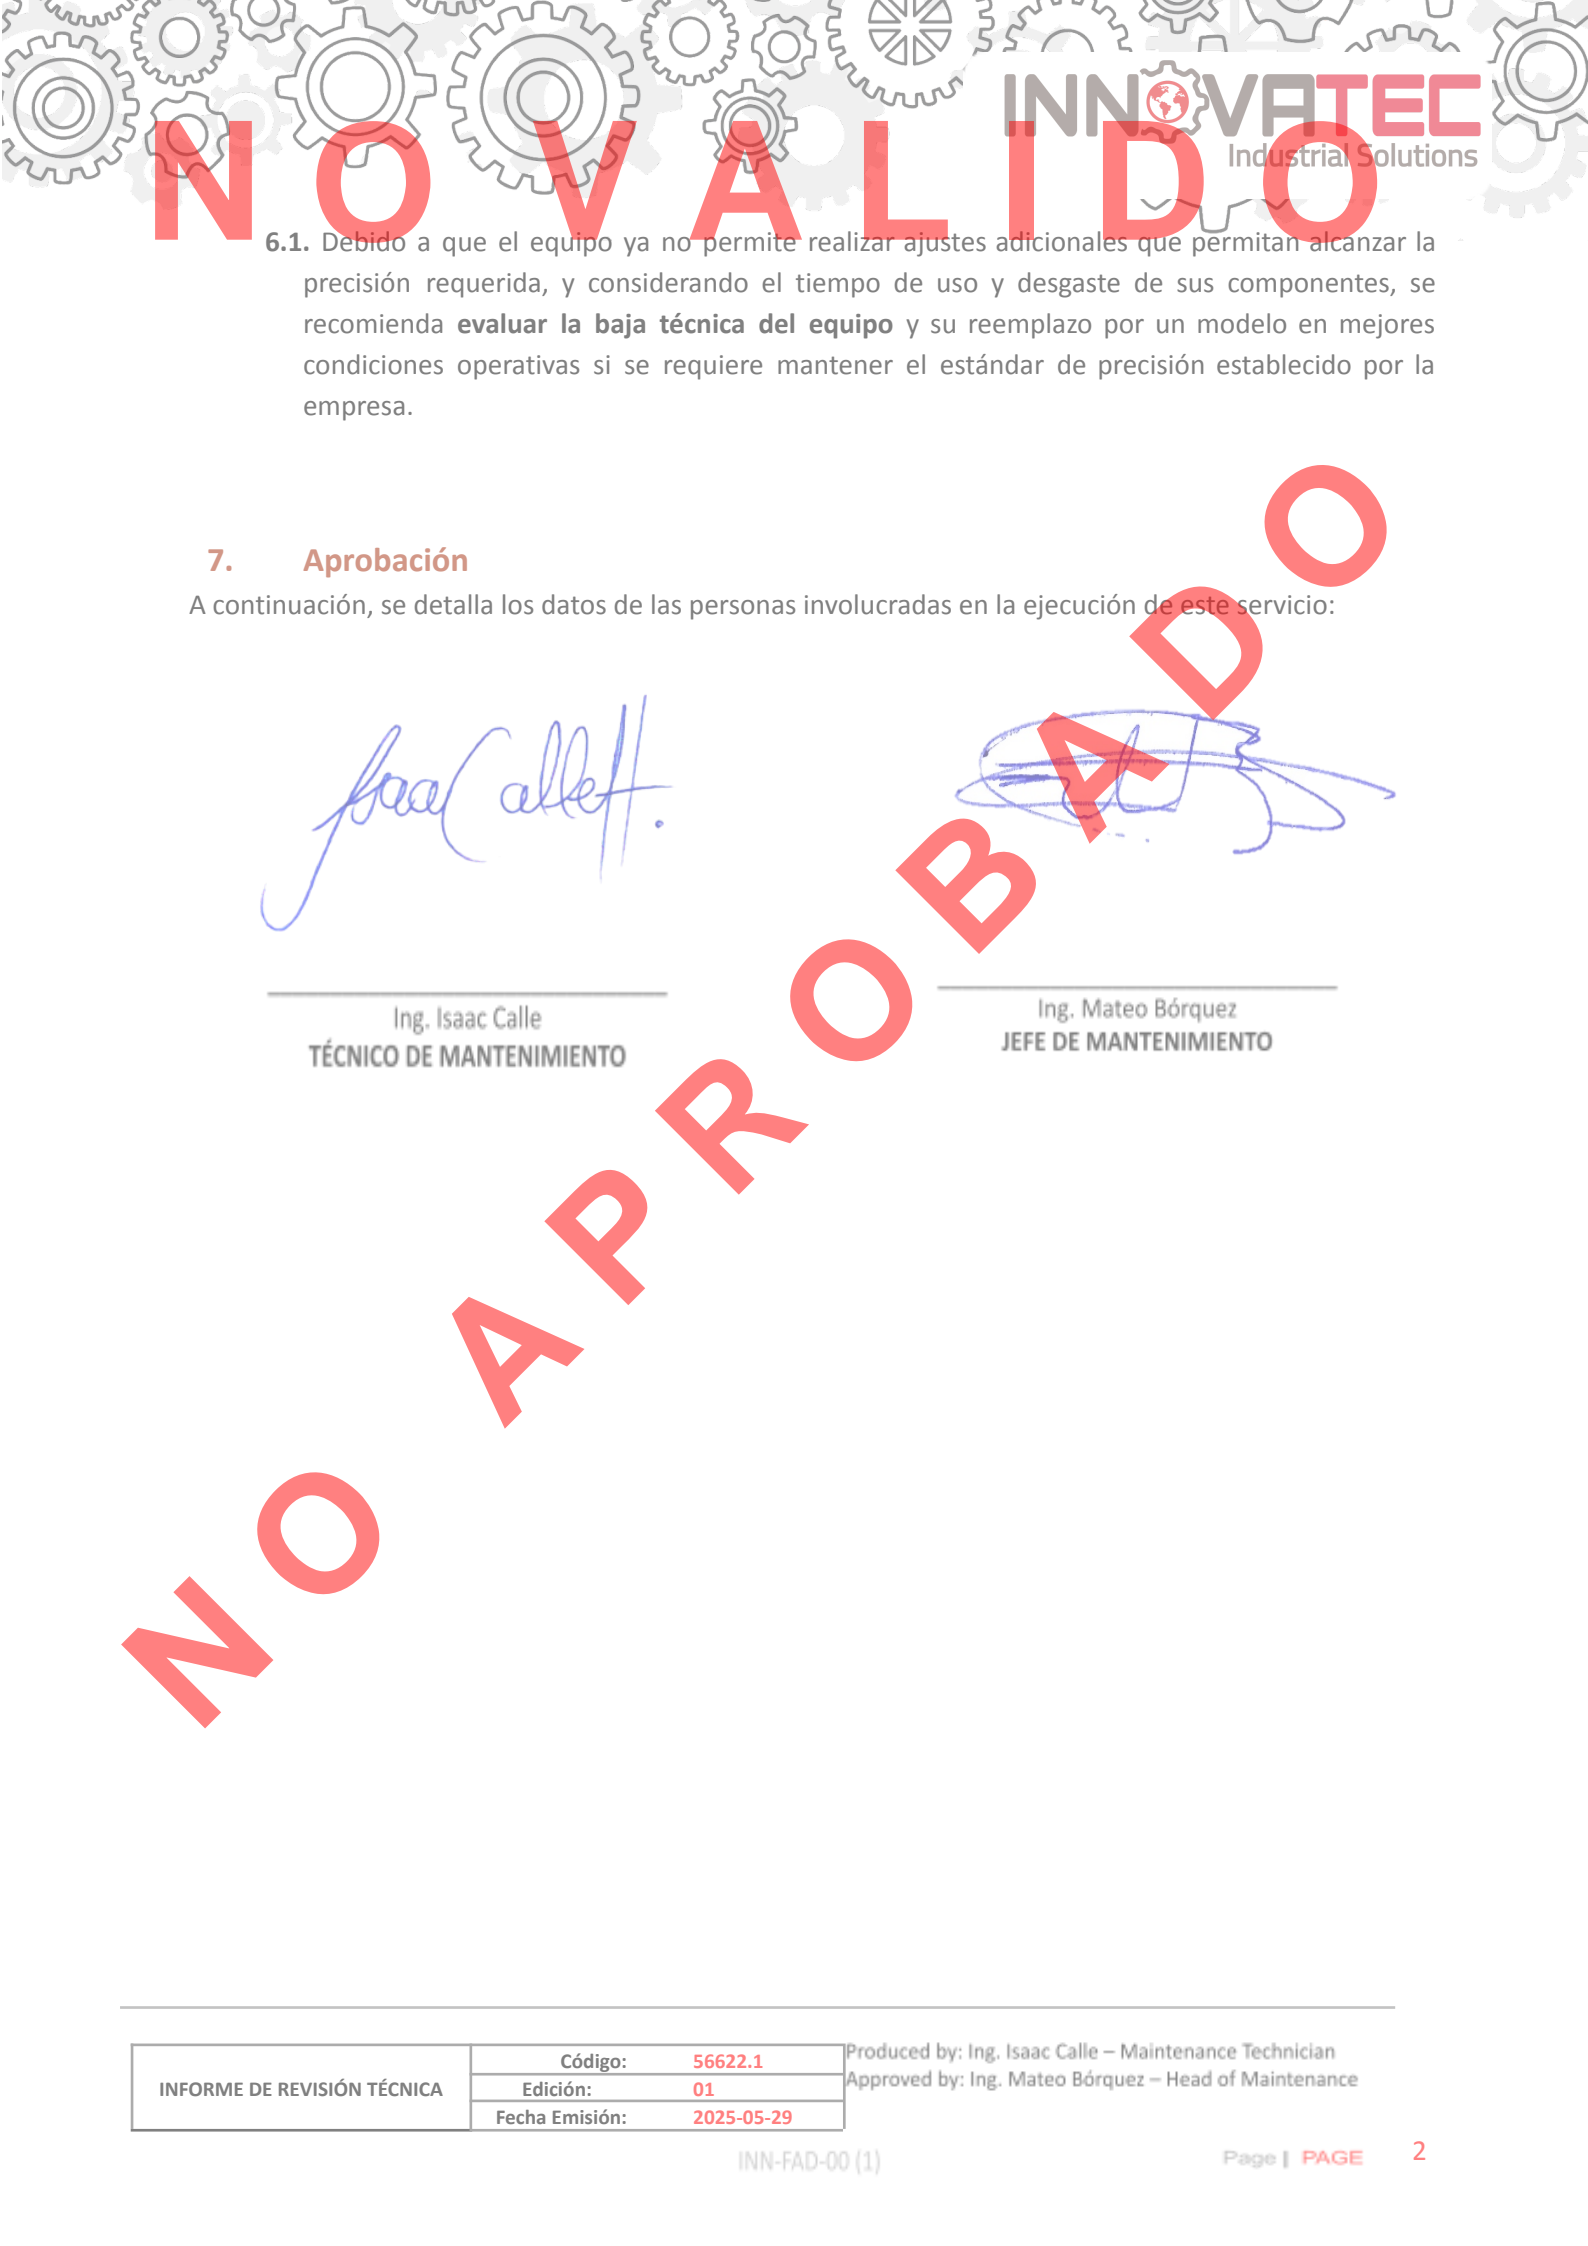 INNOVATEC
Industrial Solutions
NO VALIDO
6.1. Debido a que el equipo ya no permite realizar ajustes adicionales que permitan alcanzar la
precisión requerida, y considerando el tiempo de uso y desgaste de sus componentes, se
recomienda evaluar la baja técnica del equipo y su reemplazo por un modelo en mejores
condiciones operativas si se requiere mantener el estándar de precisión establecido por la
empresa.
7. Aprobación
A continuación, se detalla los datos de las personas involucradas en la ejecución de este servicio:
NO APROBADO
Ing. Isaac Calle
TÉCNICO DE MANTENIMIENTO
Ing. Mateo Bórquez
JEFE DE MANTENIMIENTO
INFORME DE REVISIÓN TÉCNICA
Código: 56622.1
Edición: 01
Fecha Emisión: 2025-05-29
Produced by: Ing. Isaac Calle – Maintenance Technician
Approved by: Ing. Mateo Bórquez – Head of Maintenance
INN-FAD-00 (1)
Page | PAGE 2